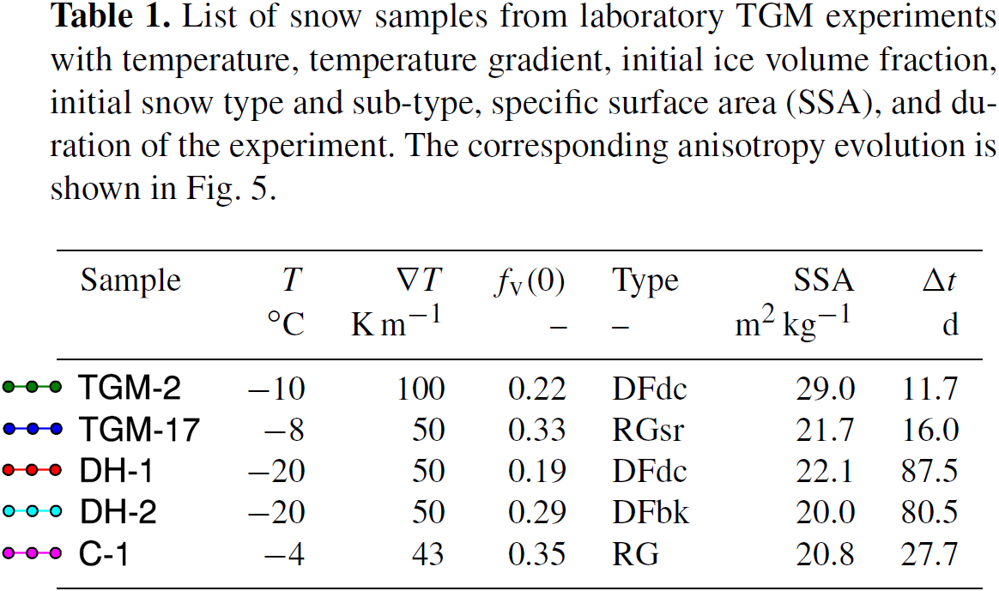 Table 1. List of snow samples from laboratory TGM experiments
with temperature, temperature gradient, initial ice volume fraction,
initial snow type and sub-type, specific surface area (SSA), and du-
ration of the experiment. The corresponding anisotropy evolution is
shown in Fig. 5.
Sample T ∇T fv(0) Type SSA Δt
°C K m⁻¹ – – m² kg⁻¹ d
TGM-2 −10 100 0.22 DFdc 29.0 11.7
TGM-17 −8 50 0.33 RGsr 21.7 16.0
DH-1 −20 50 0.19 DFdc 22.1 87.5
DH-2 −20 50 0.29 DFbk 20.0 80.5
C-1 −4 43 0.35 RG 20.8 27.7